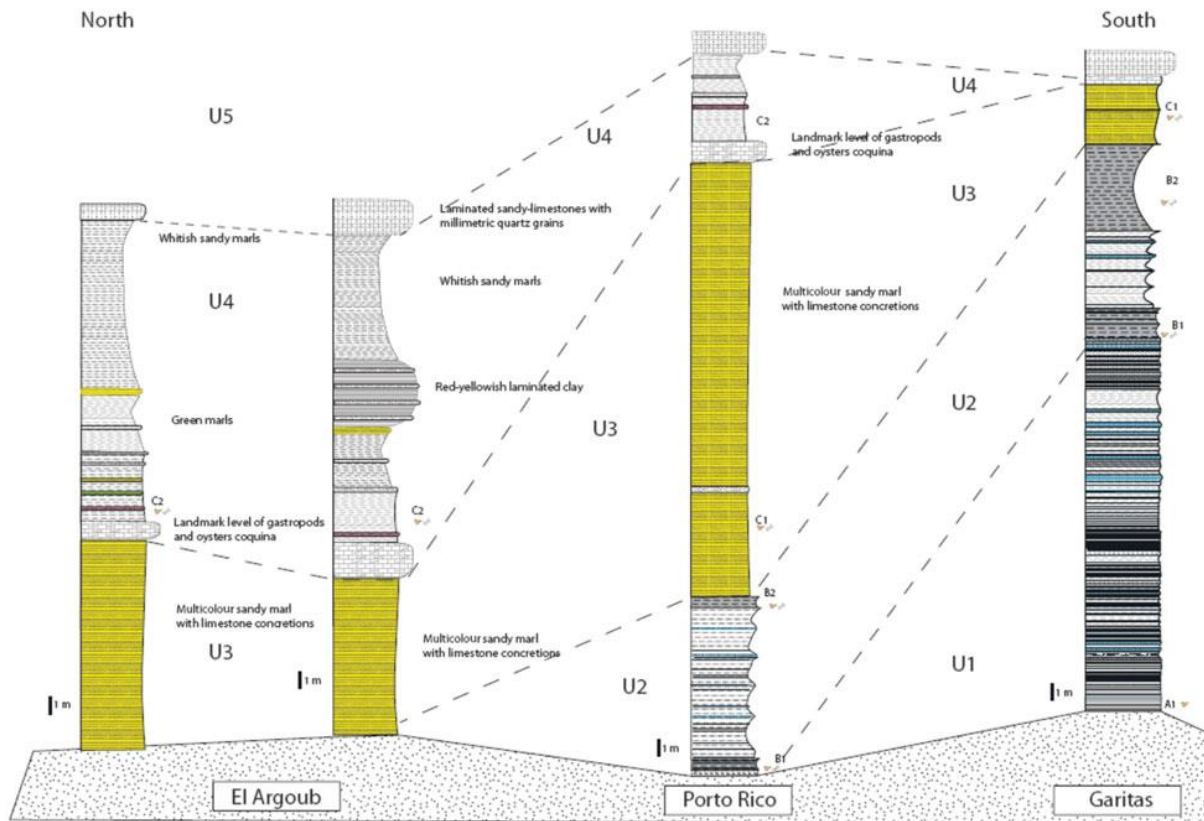 North
South
U5
U4
U4
C1
C2
Landmark level of gastropods
and oysters coquina
U3
B2
Laminated sandy-limestones with
millimetric quartz grains
Whitish sandy marls
Whitish sandy marls
U4
Multicolour sandy marl
with limestone concretions
B1
Red-yellowish laminated clay
Green marls
U3
U2
C2
C2
C1
Landmark level of gastropods
and oysters coquina
Multicolour sandy marl
with limestone concretions
B2
Multicolour sandy marl
with limestone concretions
U3
U2
U1
1 m
1 m
1 m
1 m
A1
B1
El Argoub
Porto Rico
Garitas